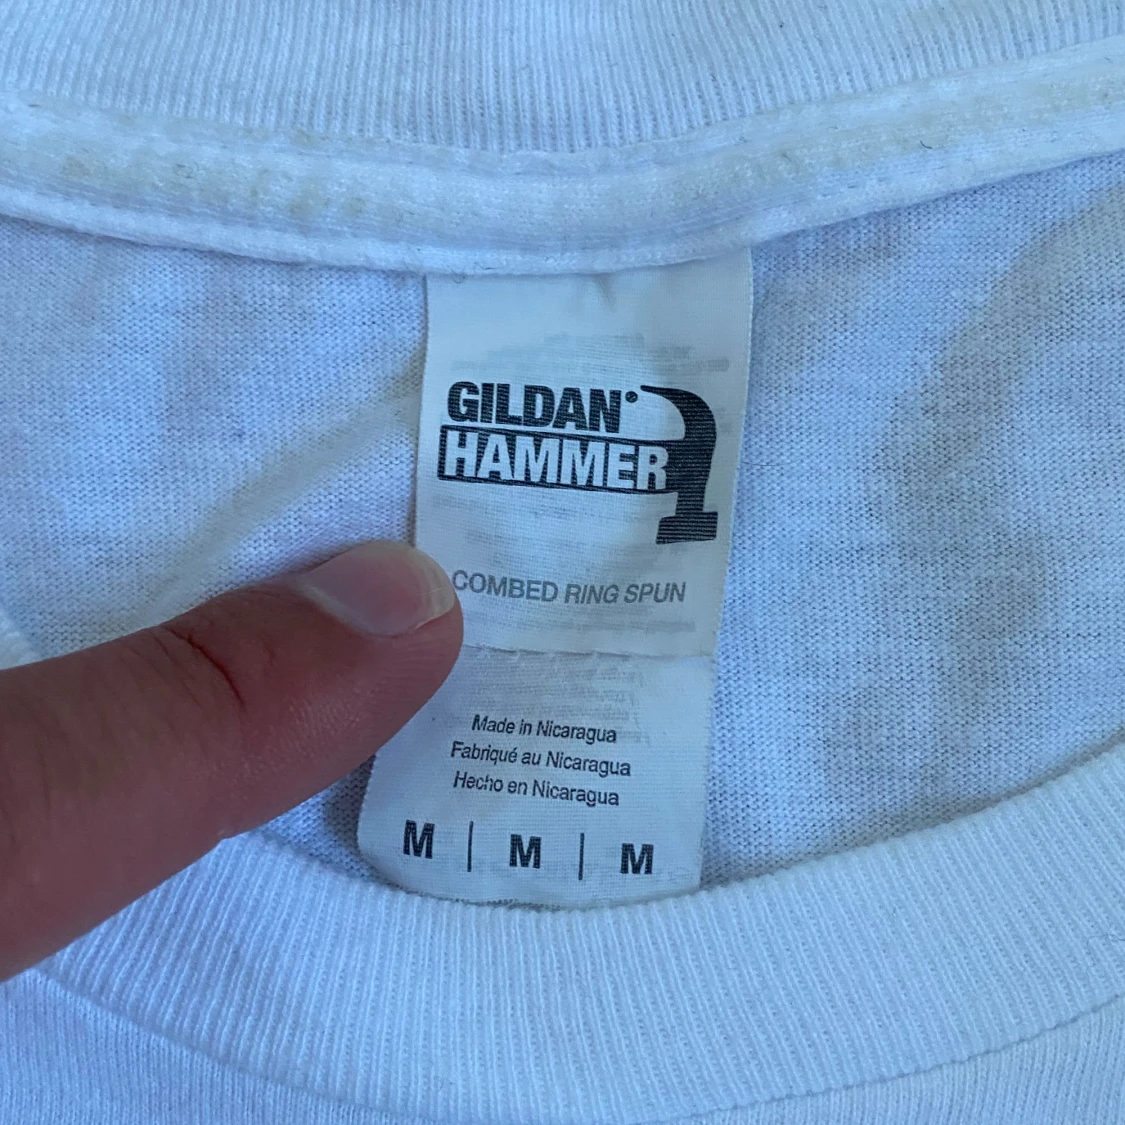 GILDAN®
HAMMER
COMBED RING SPUN
Made in Nicaragua
Fabriqué au Nicaragua
Hecho en Nicaragua
M | M | M